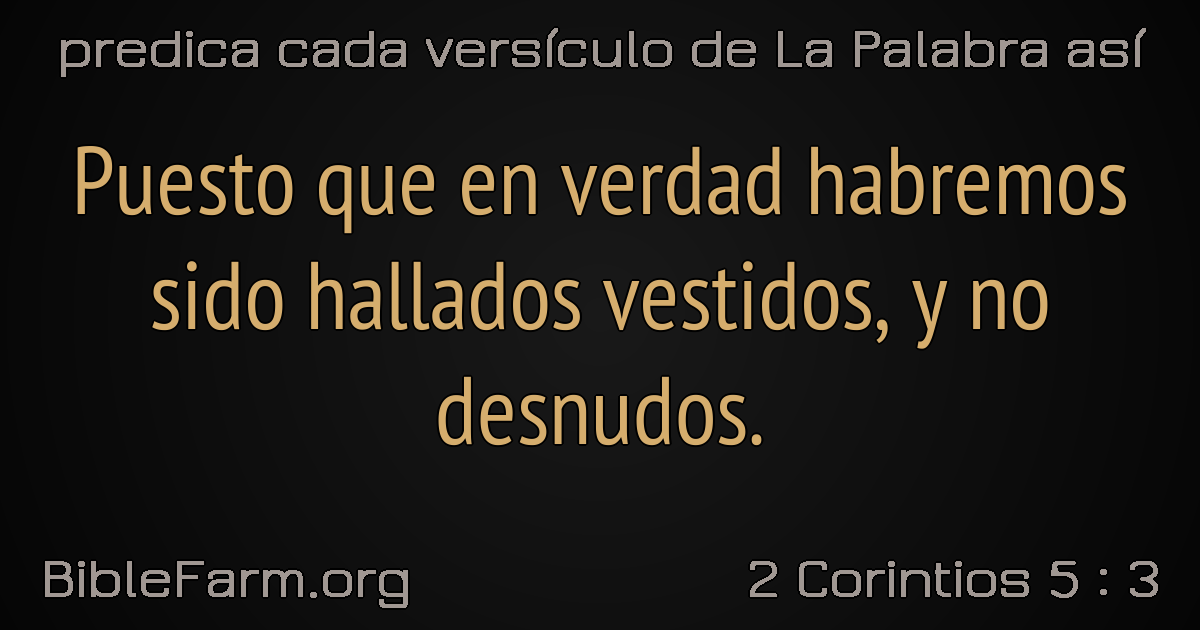 predica cada versículo de La Palabra así
Puesto que en verdad habremos
sido hallados vestidos, y no
desnudos.
BibleFarm.org
2 Corintios 5 : 3